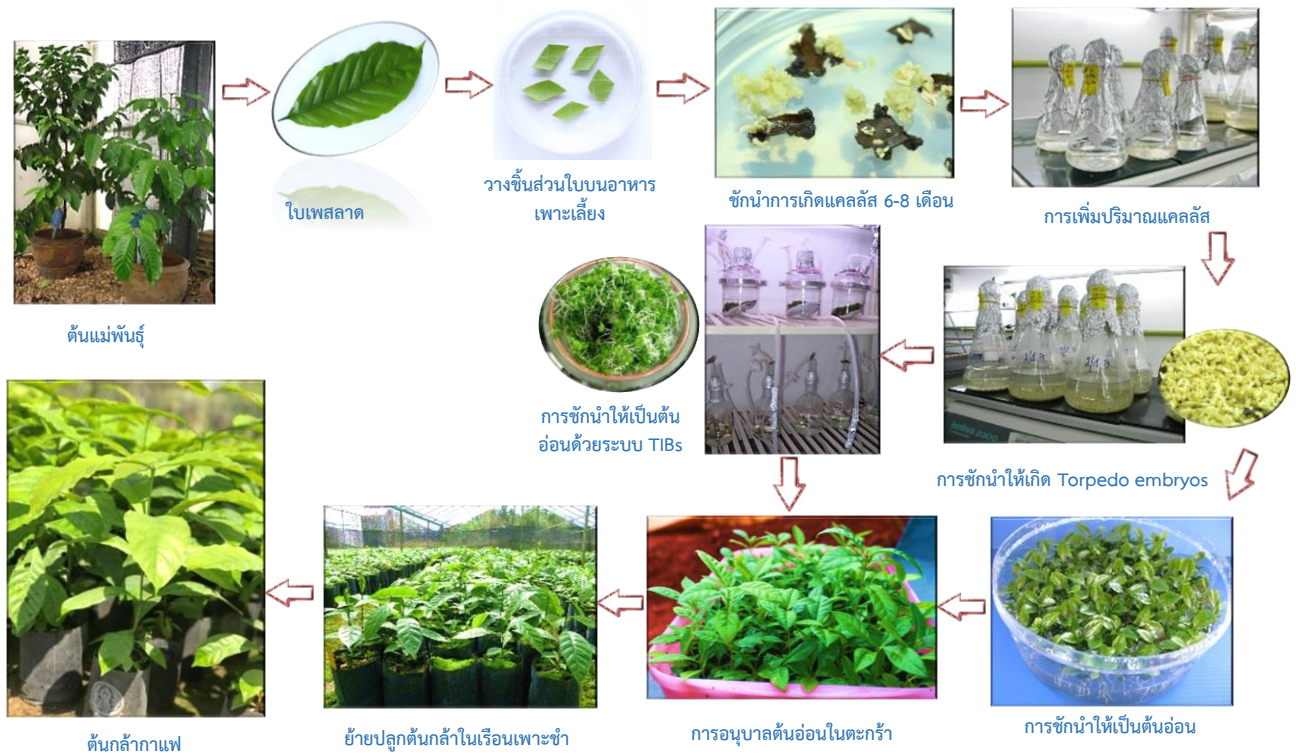 ต้นแม่พันธุ์
ใบเพสลาด
วางชิ้นส่วนใบบนอาหาร
เพาะเลี้ยง
ชักนำการเกิดแคลลัส 6-8 เดือน
การเพิ่มปริมาณแคลลัส
การชักนำให้เกิด Torpedo embryos
การชักนำให้เป็นต้น
อ่อนด้วยระบบ TIBs
การชักนำให้เป็นต้นอ่อน
การอนุบาลต้นอ่อนในตะกร้า
ย้ายปลูกต้นกล้าในเรือนเพาะชำ
ต้นกล้ากาแฟ